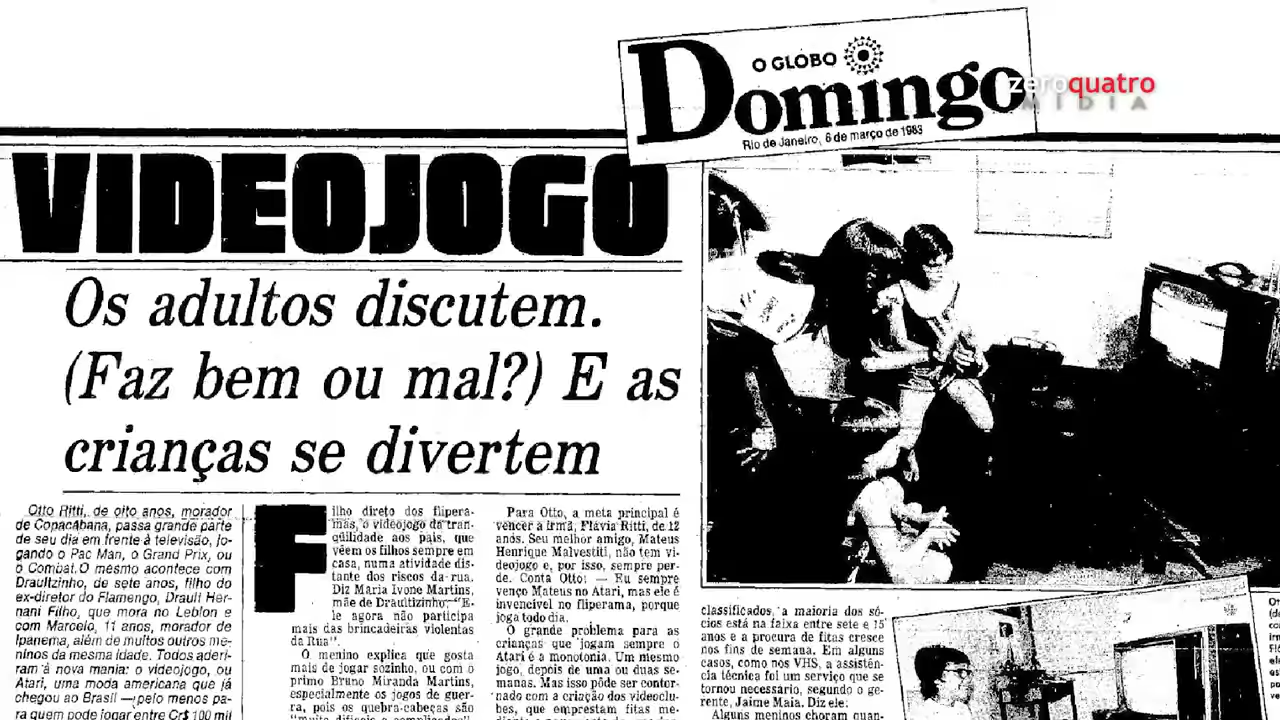 O GLOBO
Domingo
Rio de Janeiro, 6 de março de 1983
zeroquatro
MÍDIA
VIDEOJOGO
Os adultos discutem.
(Faz bem ou mal?) E as
crianças se divertem
Otto Ritti, de oito anos, morador
de Copacabana, passa grande parte
de seu dia em frente à televisão, jo-
gando o Pac Man, o Grand Prix, ou
o Combat. O mesmo acontece com
Draultzinho, de sete anos, filho do
ex-diretor do Flamengo, Drault Her-
nani Filho, que mora no Leblon e
com Marcelo, 11 anos, morador de
Ipanema, além de muitos outros me-
ninos da mesma idade. Todos aderi-
ram à nova mania: o videojogo, ou
Atari, uma moda americana que já
chegou ao Brasil — pelo menos pa-
ra quem pode jogar entre Cr$ 100 mil
Filho direto dos flipera-
mas, o videojogo dá tran-
qüilidade aos pais, que
vêem os filhos sempre em
casa, numa atividade dis-
tante dos riscos da rua.
Diz Maria Ivone Martins,
mãe de Draultzinho: "E-
le agora não participa
mais das brincadeiras violentas
da Rua".
O menino explica que gosta
mais de jogar sozinho, ou com o
primo Bruno Miranda Martins,
especialmente os jogos de guer-
ra, pois os quebra-cabeças são
Para Otto, a meta principal é
vencer a irmã, Flávia Ritti, de 12
anos. Seu melhor amigo, Mateus
Henrique Malvestiti, não tem vi-
deojogo e, por isso, sempre per-
de. Conta Otto: — Eu sempre
venço Mateus no Atari, mas ele é
invencível no fliperama, porque
joga todo dia.
O grande problema para as
crianças que jogam sempre o
Atari é a monotonia. Um mesmo
jogo, depois de uma ou duas se-
manas. Mas isso pôde ser contor-
nado com a criação dos videoclu-
bes, que emprestam fitas me-
classificados, a maioria dos só-
cios está na faixa entre sete e 15
anos e a procura de fitas cresce
nos fins de semana. Em alguns
casos, como nos VHS, a assistên-
cia técnica foi um serviço que se
tornou necessário, segundo o ge-
rente, Jaime Maia. Diz ele:
Alguns meninos choram quan-